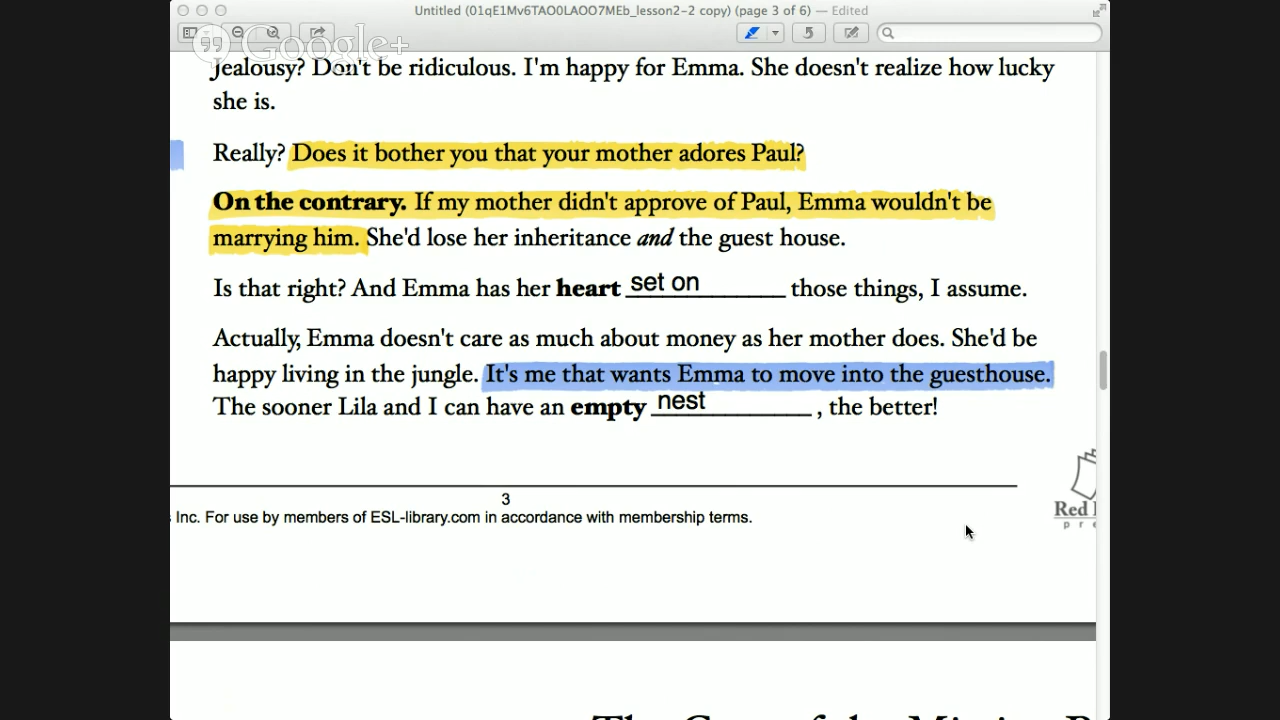 Untitled (01qE1Mv6TAO0LAOO7MEb_lesson2-2 copy) (page 3 of 6) — Edited
Google+
Jealousy? Don't be ridiculous. I'm happy for Emma. She doesn't realize how lucky
she is.
Really? Does it bother you that your mother adores Paul?
On the contrary. If my mother didn't approve of Paul, Emma wouldn't be
marrying him. She'd lose her inheritance and the guest house.
Is that right? And Emma has her heart set on those things, I assume.
Actually, Emma doesn't care as much about money as her mother does. She'd be
happy living in the jungle. It's me that wants Emma to move into the guesthouse.
The sooner Lila and I can have an empty nest, the better!
3
Inc. For use by members of ESL-library.com in accordance with membership terms.
Red
p r e